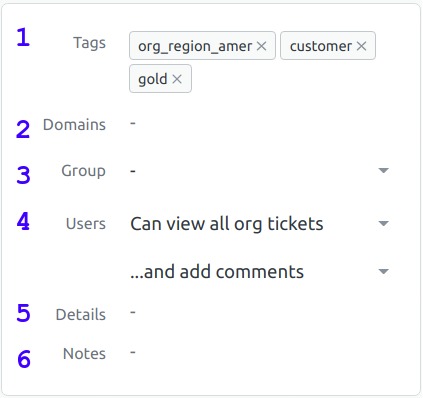 1 Tags org_region_amer × customer ×
gold ×
2 Domains -
3 Group -
4 Users Can view all org tickets
...and add comments
5 Details -
6 Notes -